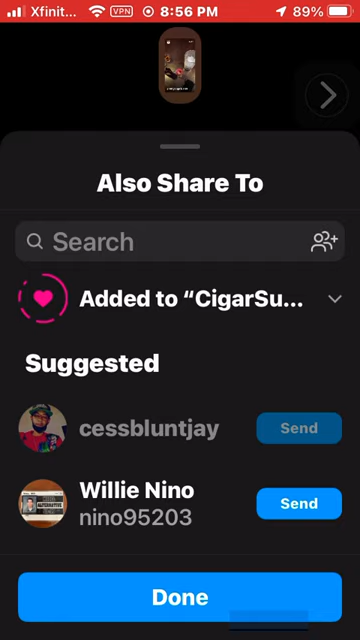 Xfinit... VPN 8:56 PM 89%
Also Share To
Search
Added to “CigarSu...
Suggested
cessbluntjay Send
Willie Nino
nino95203 Send
Done